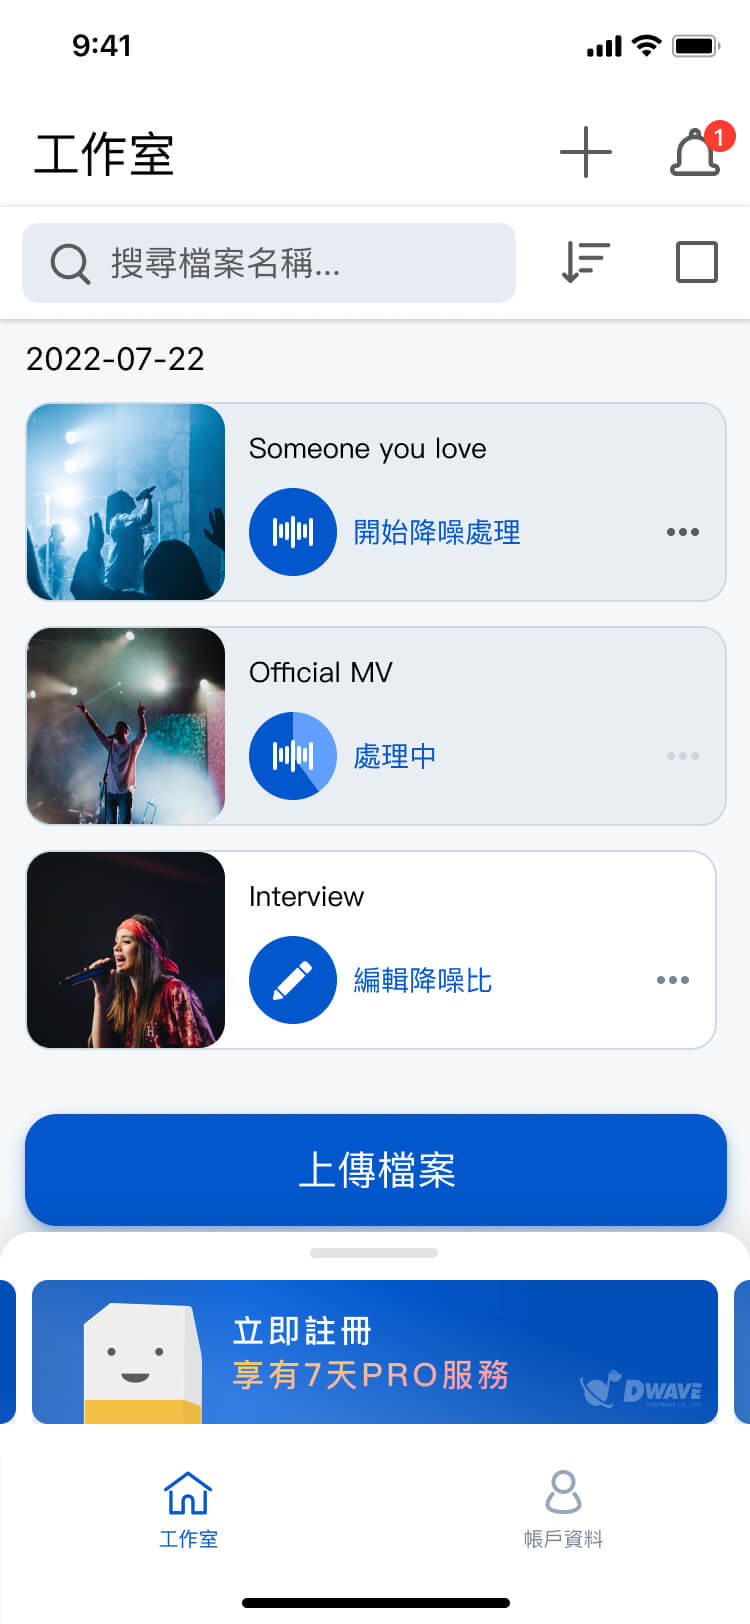 9:41
工作室
1
搜尋檔案名稱...
2022-07-22
Someone you love
開始降噪處理
Official MV
處理中
Interview
編輯降噪比
上傳檔案
立即註冊
享有7天PRO服務
DWAVE
DEEPWAVE CO., LTD.
工作室
帳戶資料